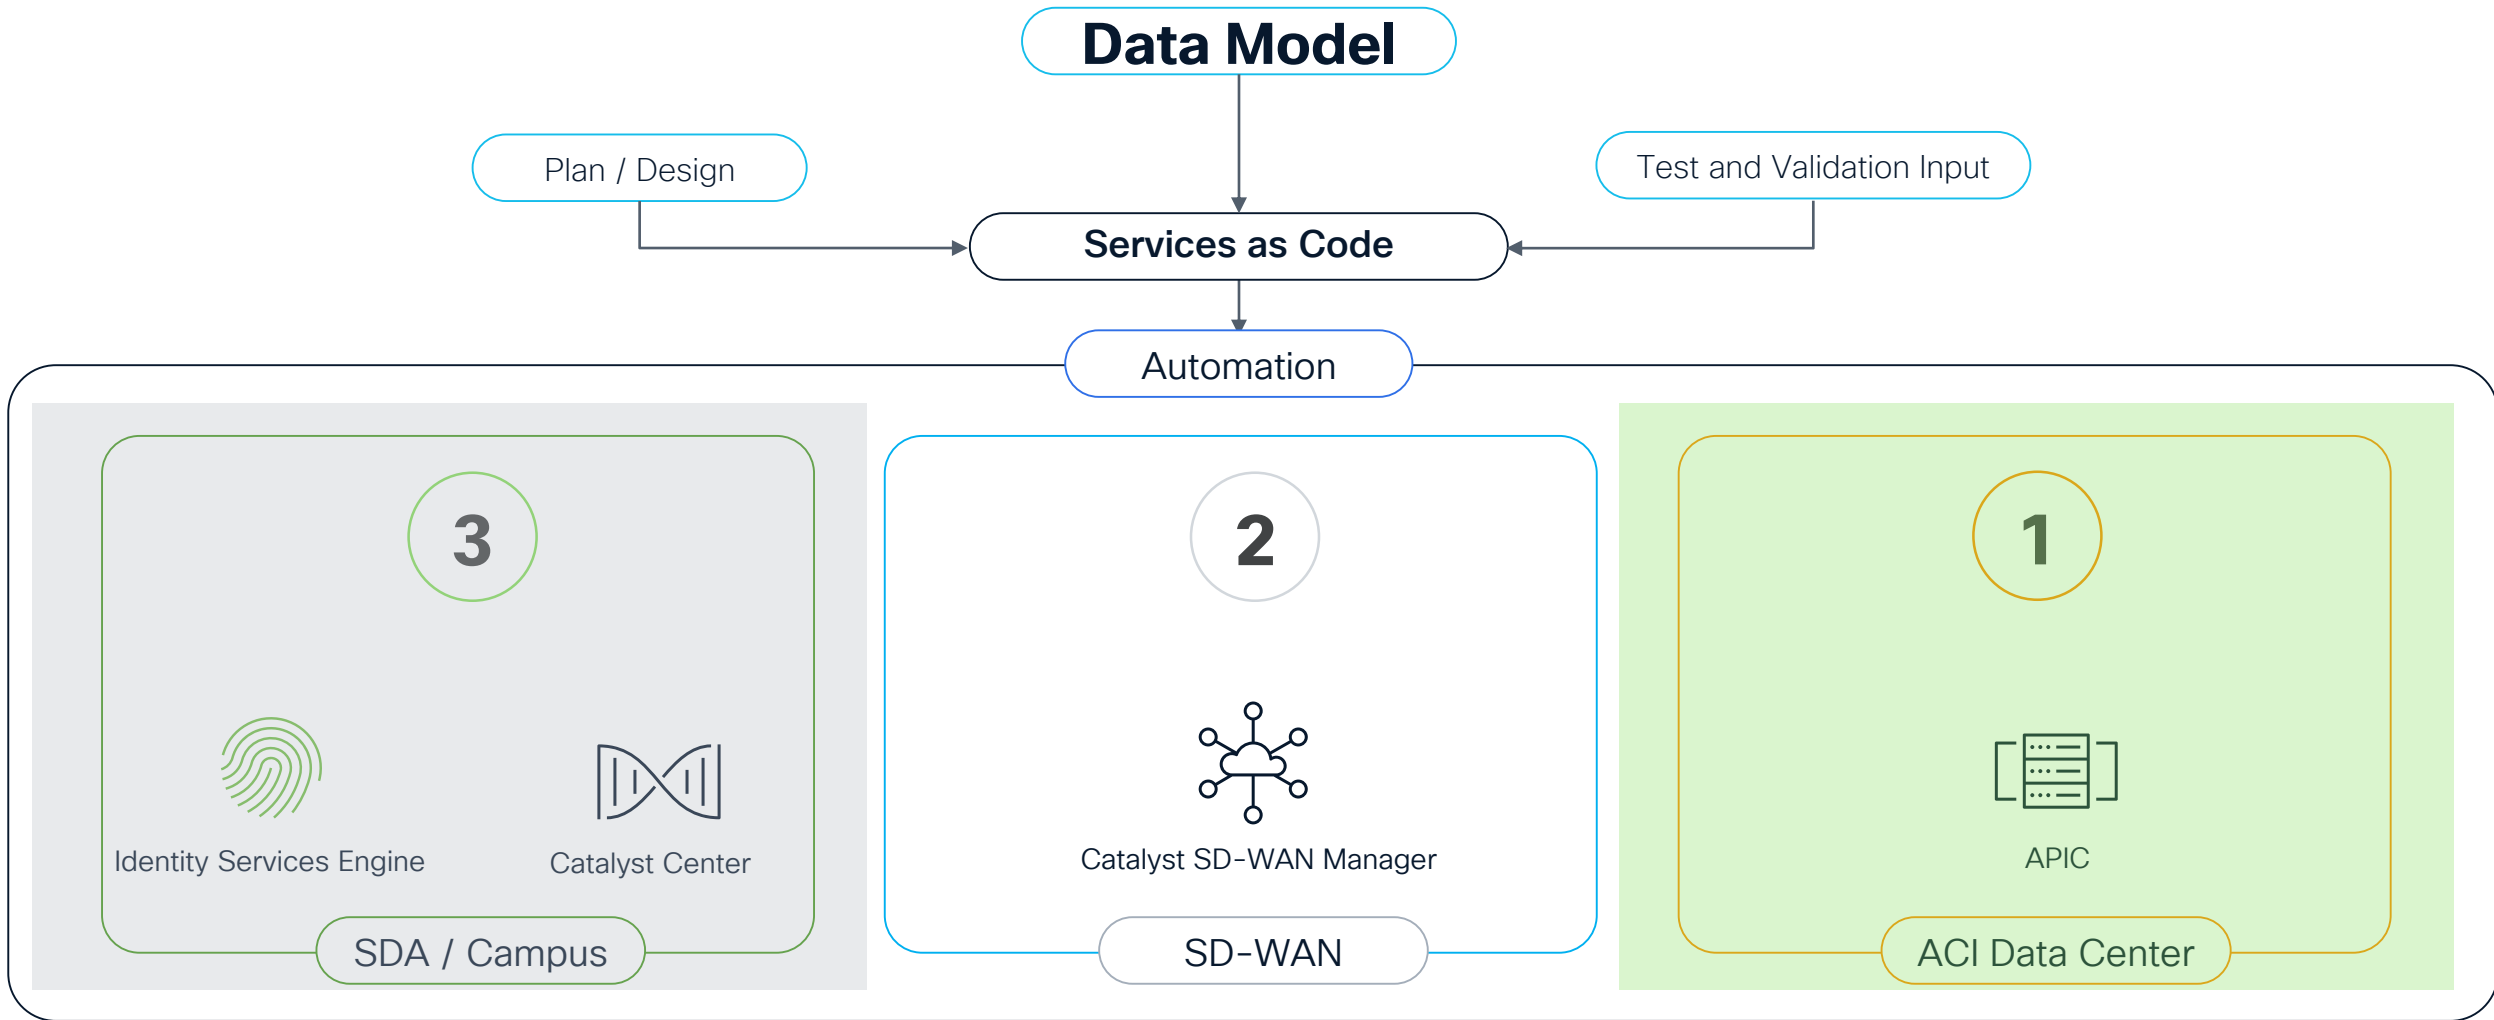 Data Model
Plan / Design
Test and Validation Input
Services as Code
Automation
3
2
1
Identity Services Engine
Catalyst Center
Catalyst SD-WAN Manager
APIC
SDA / Campus
SD-WAN
ACI Data Center